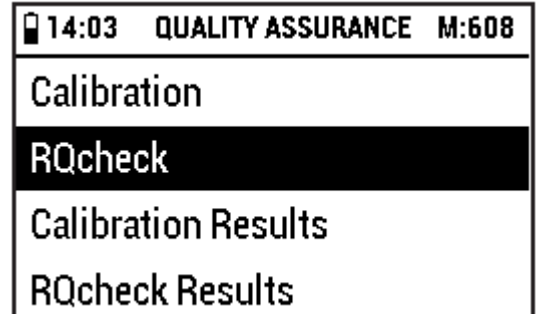 14:03 QUALITY ASSURANCE M:608
Calibration
RQcheck
Calibration Results
RQcheck Results